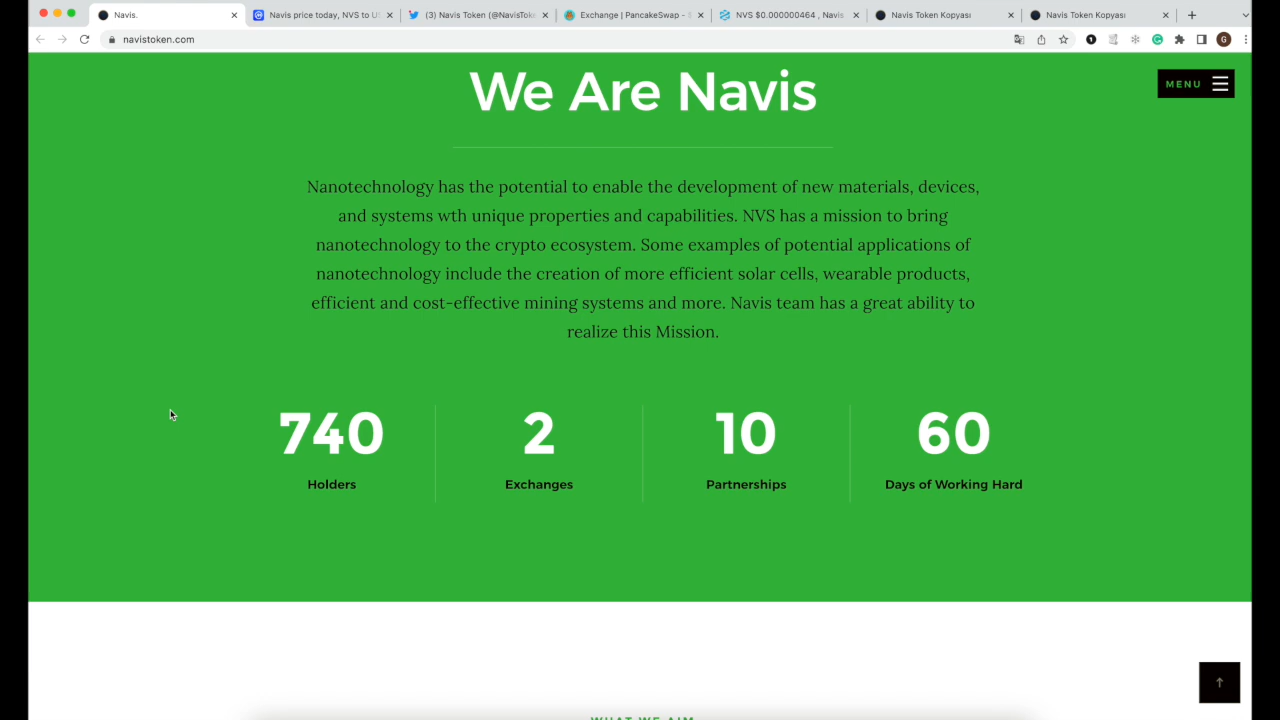 Navis.
Navis price today, NVS to U
(3) Navis Token (@NavisTok
Exchange | PancakeSwap - $
NVS $0.000000464 , Navis
Navis Token Kopyası
Navis Token Kopyası
navistoken.com
G
We Are Navis
MENU
Nanotechnology has the potential to enable the development of new materials, devices,
and systems wth unique properties and capabilities. NVS has a mission to bring
nanotechnology to the crypto ecosystem. Some examples of potential applications of
nanotechnology include the creation of more efficient solar cells, wearable products,
efficient and cost-effective mining systems and more. Navis team has a great ability to
realize this Mission.
740
2
10
60
Holders
Exchanges
Partnerships
Days of Working Hard
WHAT WE AIM